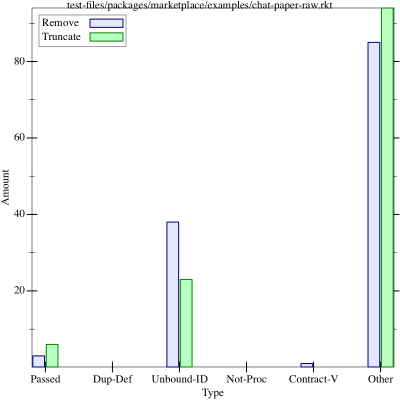 test-files/packages/marketplace/examples/chat-paper-raw.rkt
Remove
Truncate
80
60
40
20
Amount
Passed Dup-Def Unbound-ID Not-Proc Contract-V Other
Type